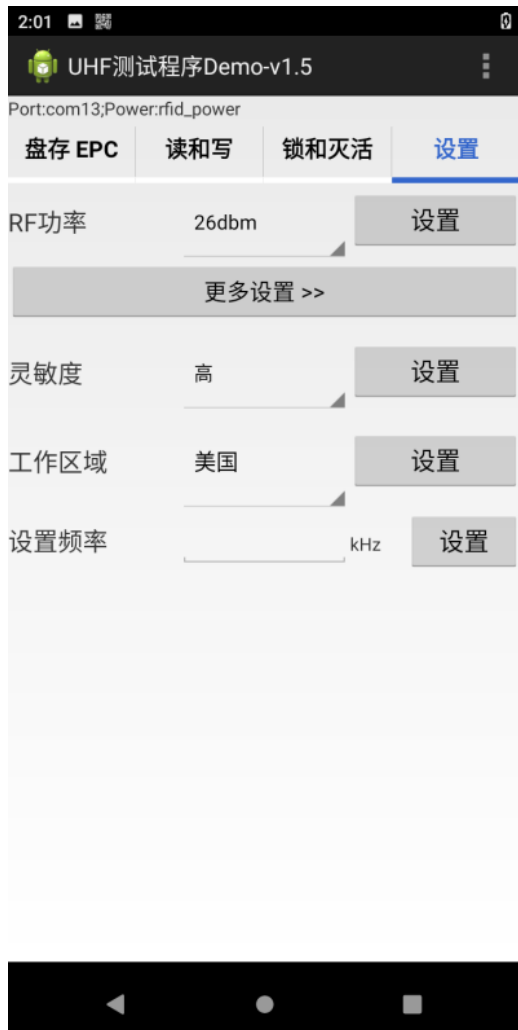 2:01
UHF测试程序Demo-v1.5
Port:com13;Power:rfid_power
盘存 EPC 读和写 锁和灭活 设置
RF功率 26dbm 设置
更多设置 >>
灵敏度 高 设置
工作区域 美国 设置
设置频率 kHz 设置